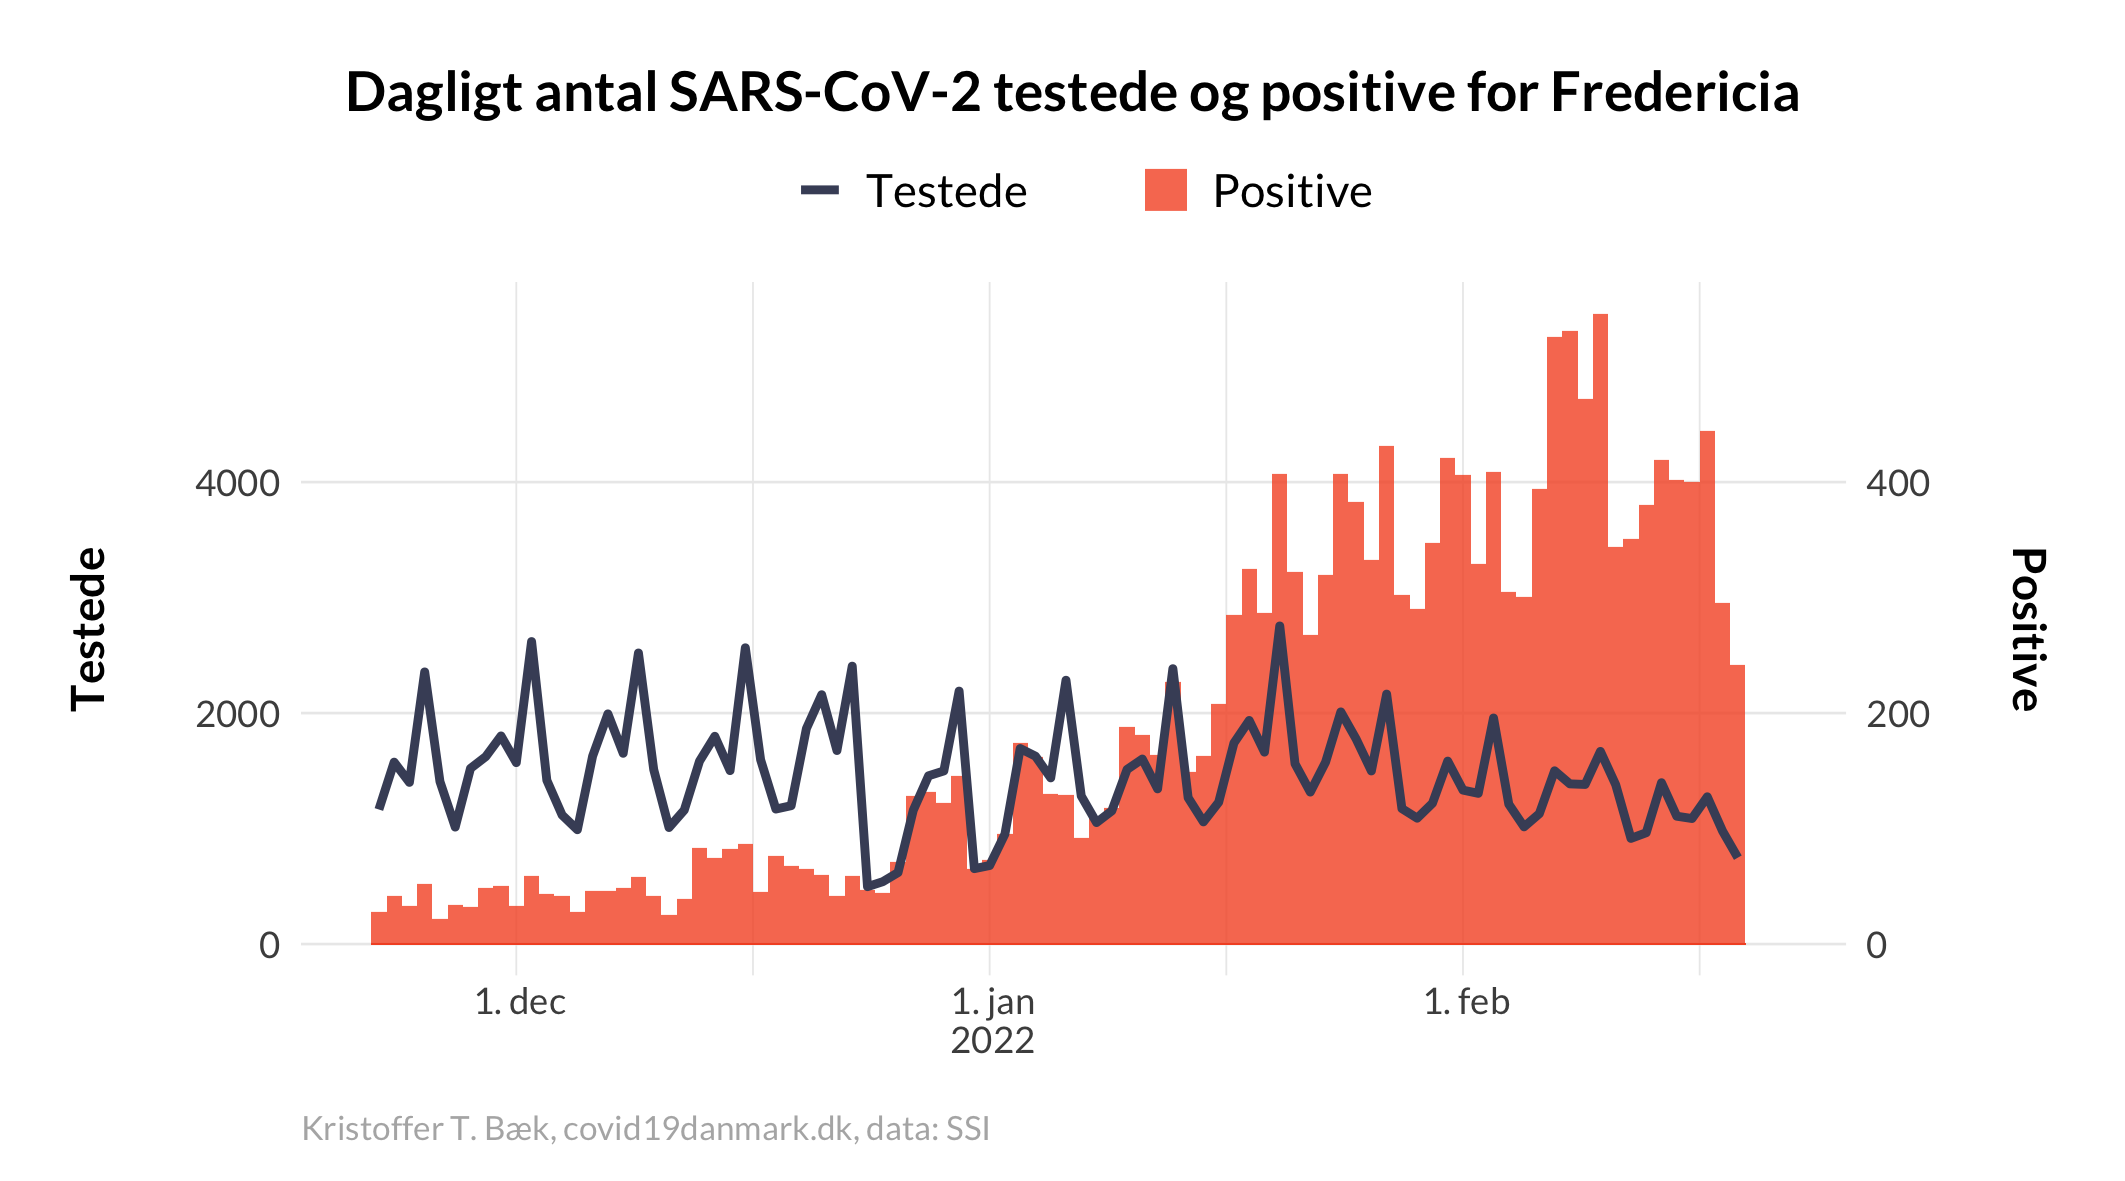 Dagligt antal SARS-CoV-2 testede og positive for Fredericia
Testede
Positive
4000
2000
0
Testede
400
200
0
Positive
1. dec
1. jan
2022
1. feb
Kristoffer T. Bæk, covid19danmark.dk, data: SSI